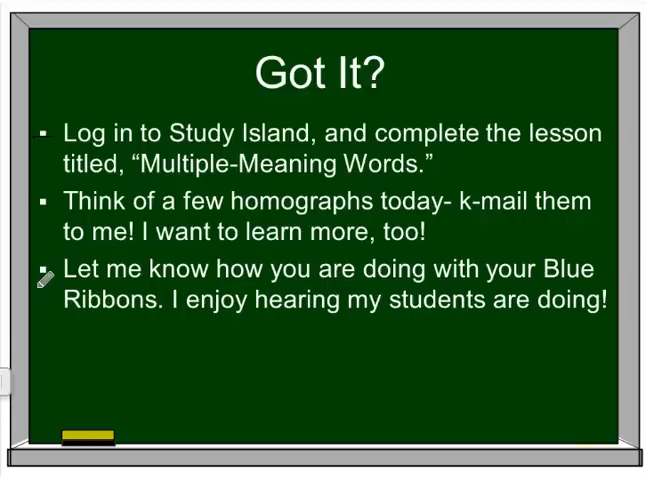 Got It?
Log in to Study Island, and complete the lesson
titled, “Multiple-Meaning Words.”
Think of a few homographs today- k-mail them
to me! I want to learn more, too!
Let me know how you are doing with your Blue
Ribbons. I enjoy hearing my students are doing!